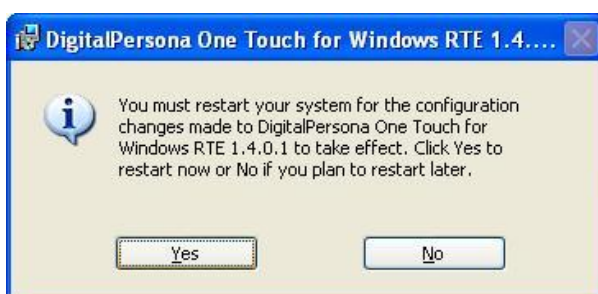 DigitalPersona One Touch for Windows RTE 1.4....
You must restart your system for the configuration
changes made to DigitalPersona One Touch for
Windows RTE 1.4.0.1 to take effect. Click Yes to
restart now or No if you plan to restart later.
Yes
No